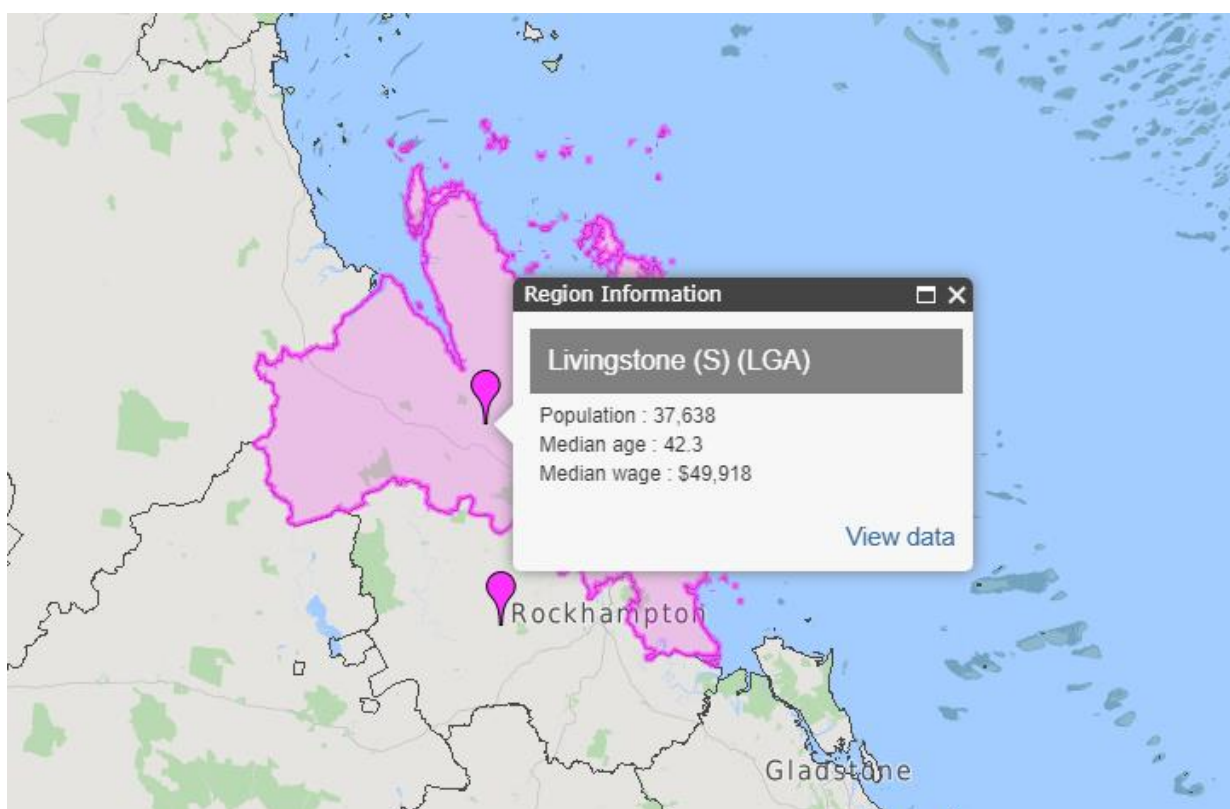 Region Information
Livingstone (S) (LGA)
Population : 37,638
Median age : 42.3
Median wage : $49,918
View data
Rockhampton
Gladstone